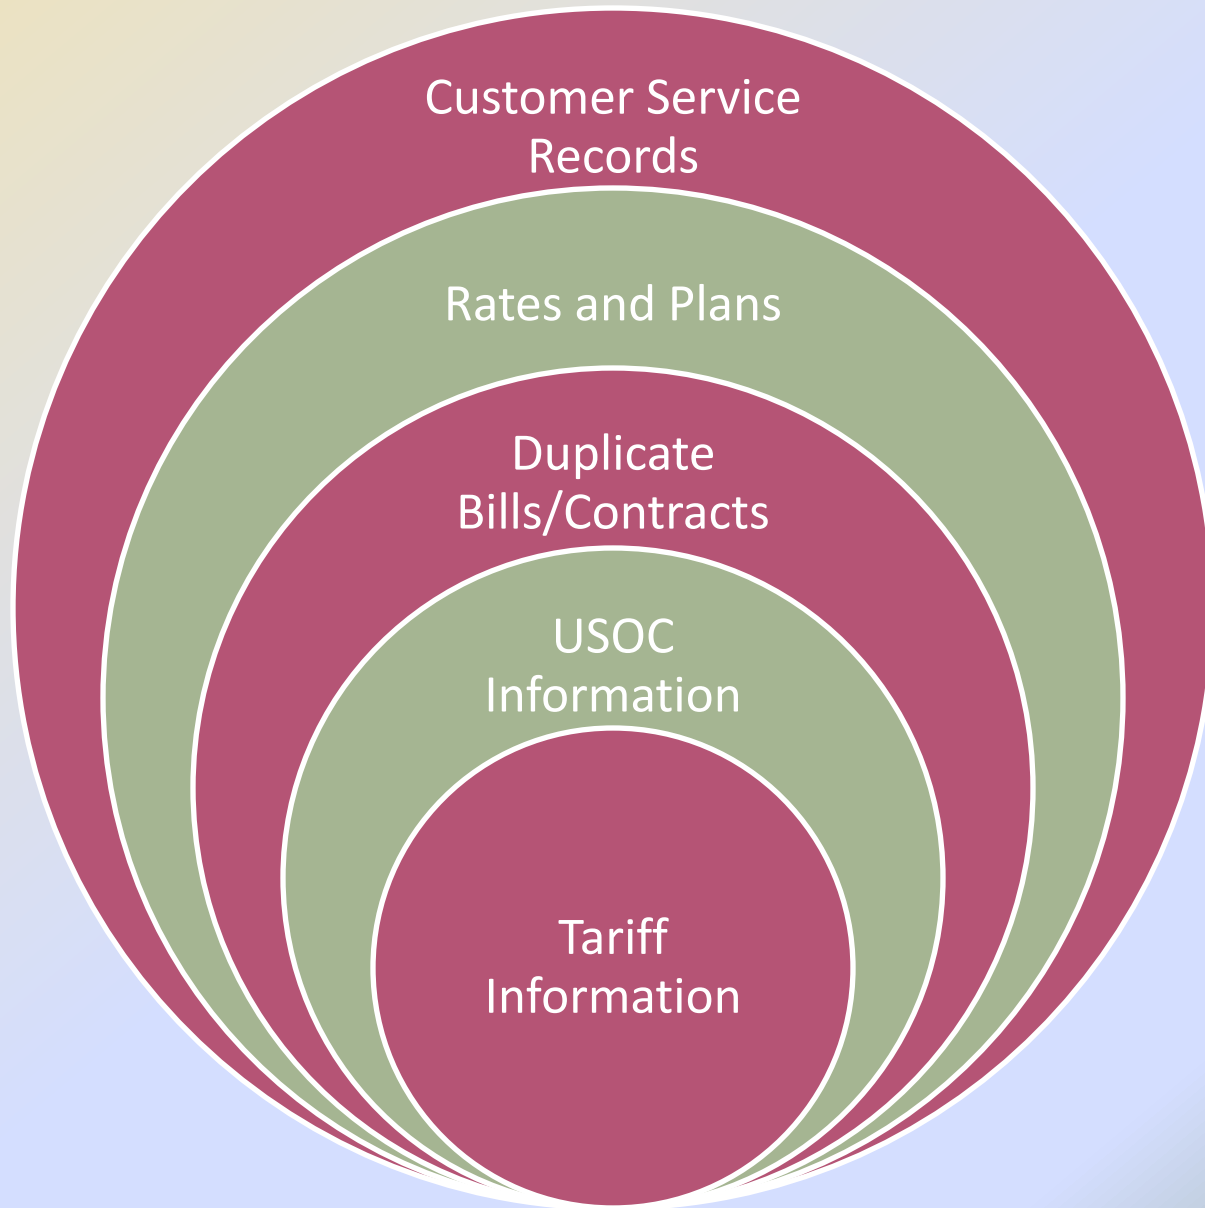 Customer Service
Records
Rates and Plans
Duplicate
Bills/Contracts
USOC
Information
Tariff
Information